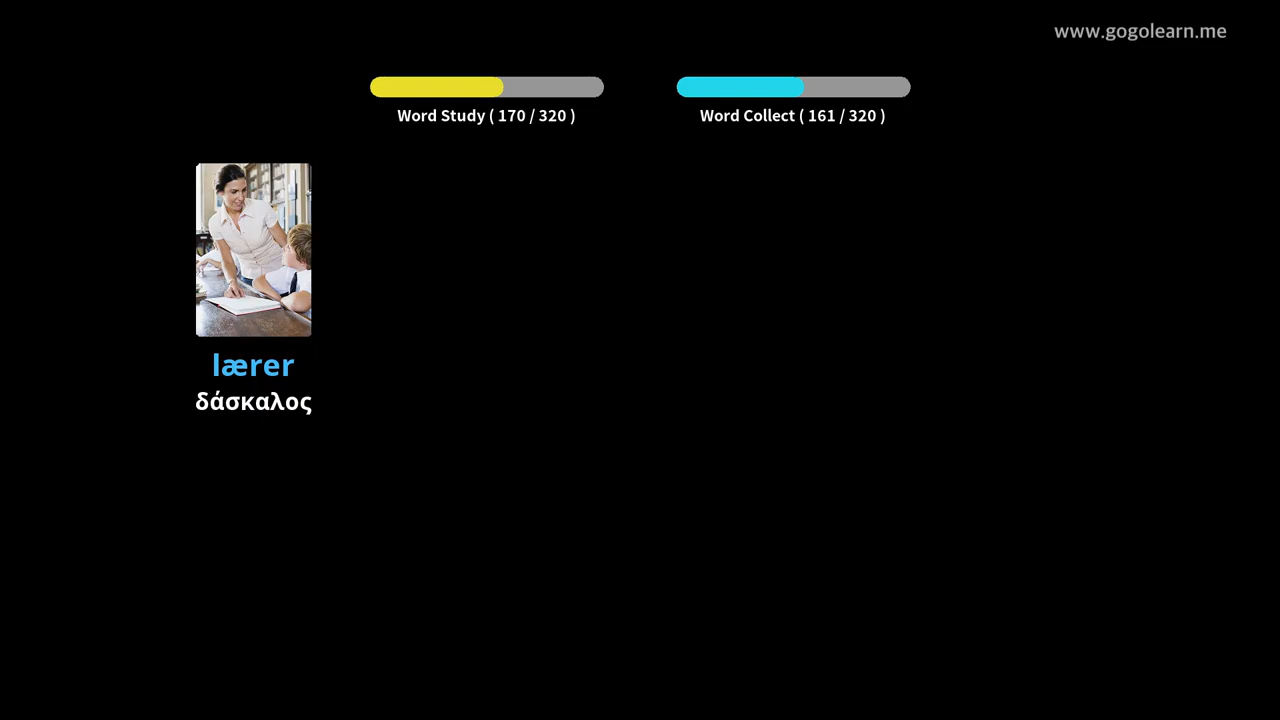 www.gogolearn.me
Word Study ( 170 / 320 )
Word Collect ( 161 / 320 )
lærer
δάσκαλος